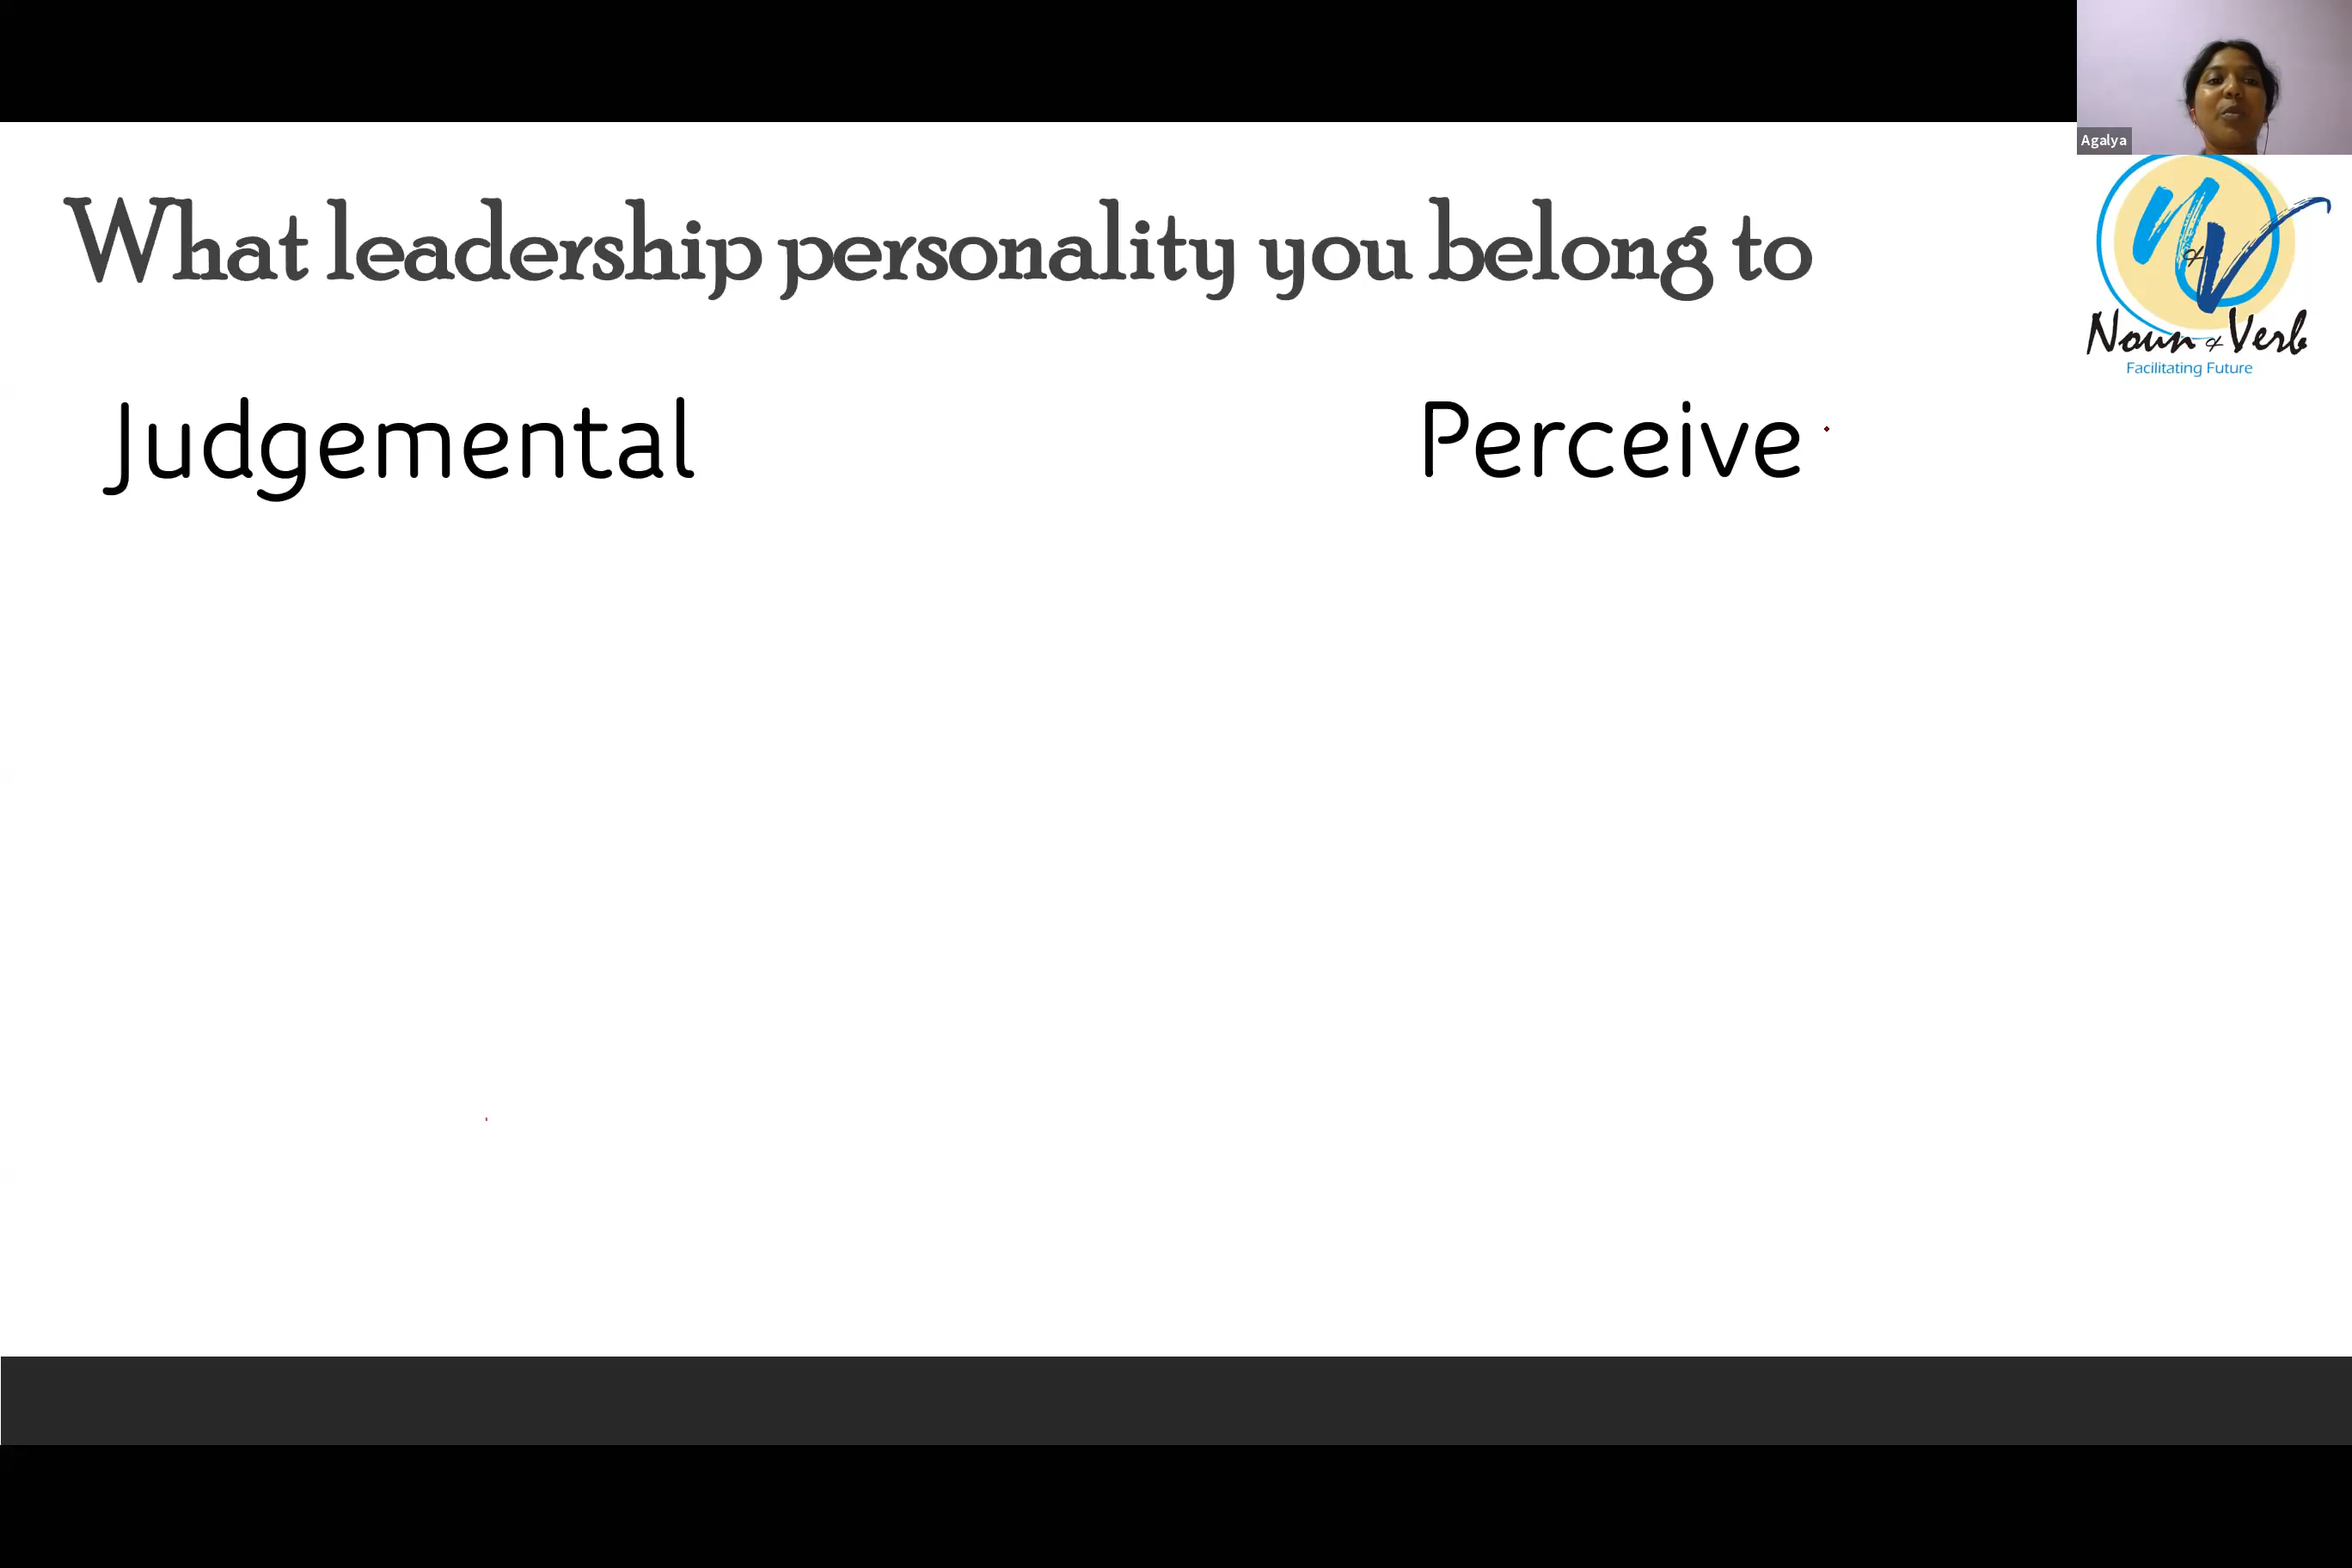 Agalya
What leadership personality you belong to
N & V
Noun & Verb
Facilitating Future
Judgemental
Perceive